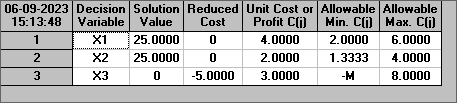 06-09-2023 Decision Solution Reduced Unit Cost or Allowable Allowable
15:13:48 Variable Value Cost Profit C(j) Min. C(j) Max. C(j)
1 X1 25.0000 0 4.0000 2.0000 6.0000
2 X2 25.0000 0 2.0000 1.3333 4.0000
3 X3 0 -5.0000 3.0000 -M 8.0000